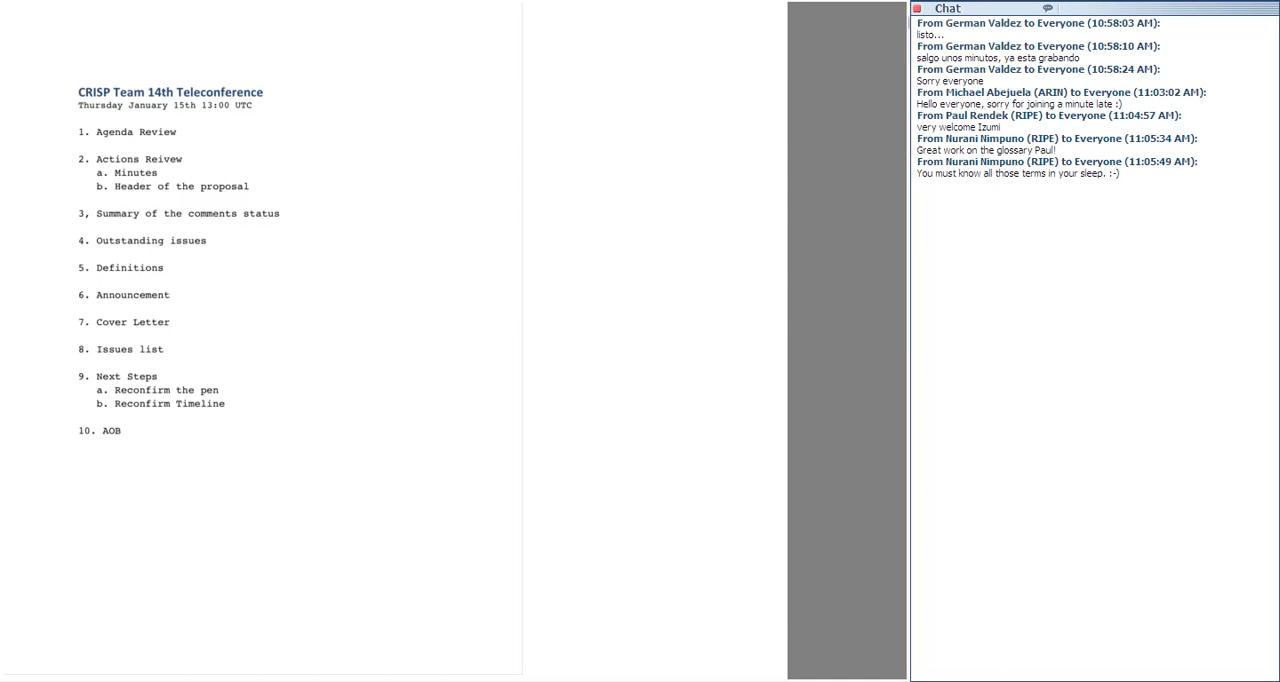 CRISP Team 14th Teleconference
Thursday January 15th 13:00 UTC
1. Agenda Review
2. Actions Reivew
a. Minutes
b. Header of the proposal
3, Summary of the comments status
4. Outstanding issues
5. Definitions
6. Announcement
7. Cover Letter
8. Issues list
9. Next Steps
a. Reconfirm the pen
b. Reconfirm Timeline
10. AOB
Chat
From German Valdez to Everyone (10:58:03 AM):
listo...
From German Valdez to Everyone (10:58:10 AM):
salgo unos minutos, ya esta grabando
From German Valdez to Everyone (10:58:24 AM):
Sorry everyone
From Michael Abejuela (ARIN) to Everyone (11:03:02 AM):
Hello everyone, sorry for joining a minute late :)
From Paul Rendek (RIPE) to Everyone (11:04:57 AM):
very welcome Izumi
From Nurani Nimpuno (RIPE) to Everyone (11:05:34 AM):
Great work on the glossary Paul!
From Nurani Nimpuno (RIPE) to Everyone (11:05:49 AM):
You must know all those terms in your sleep. :-)